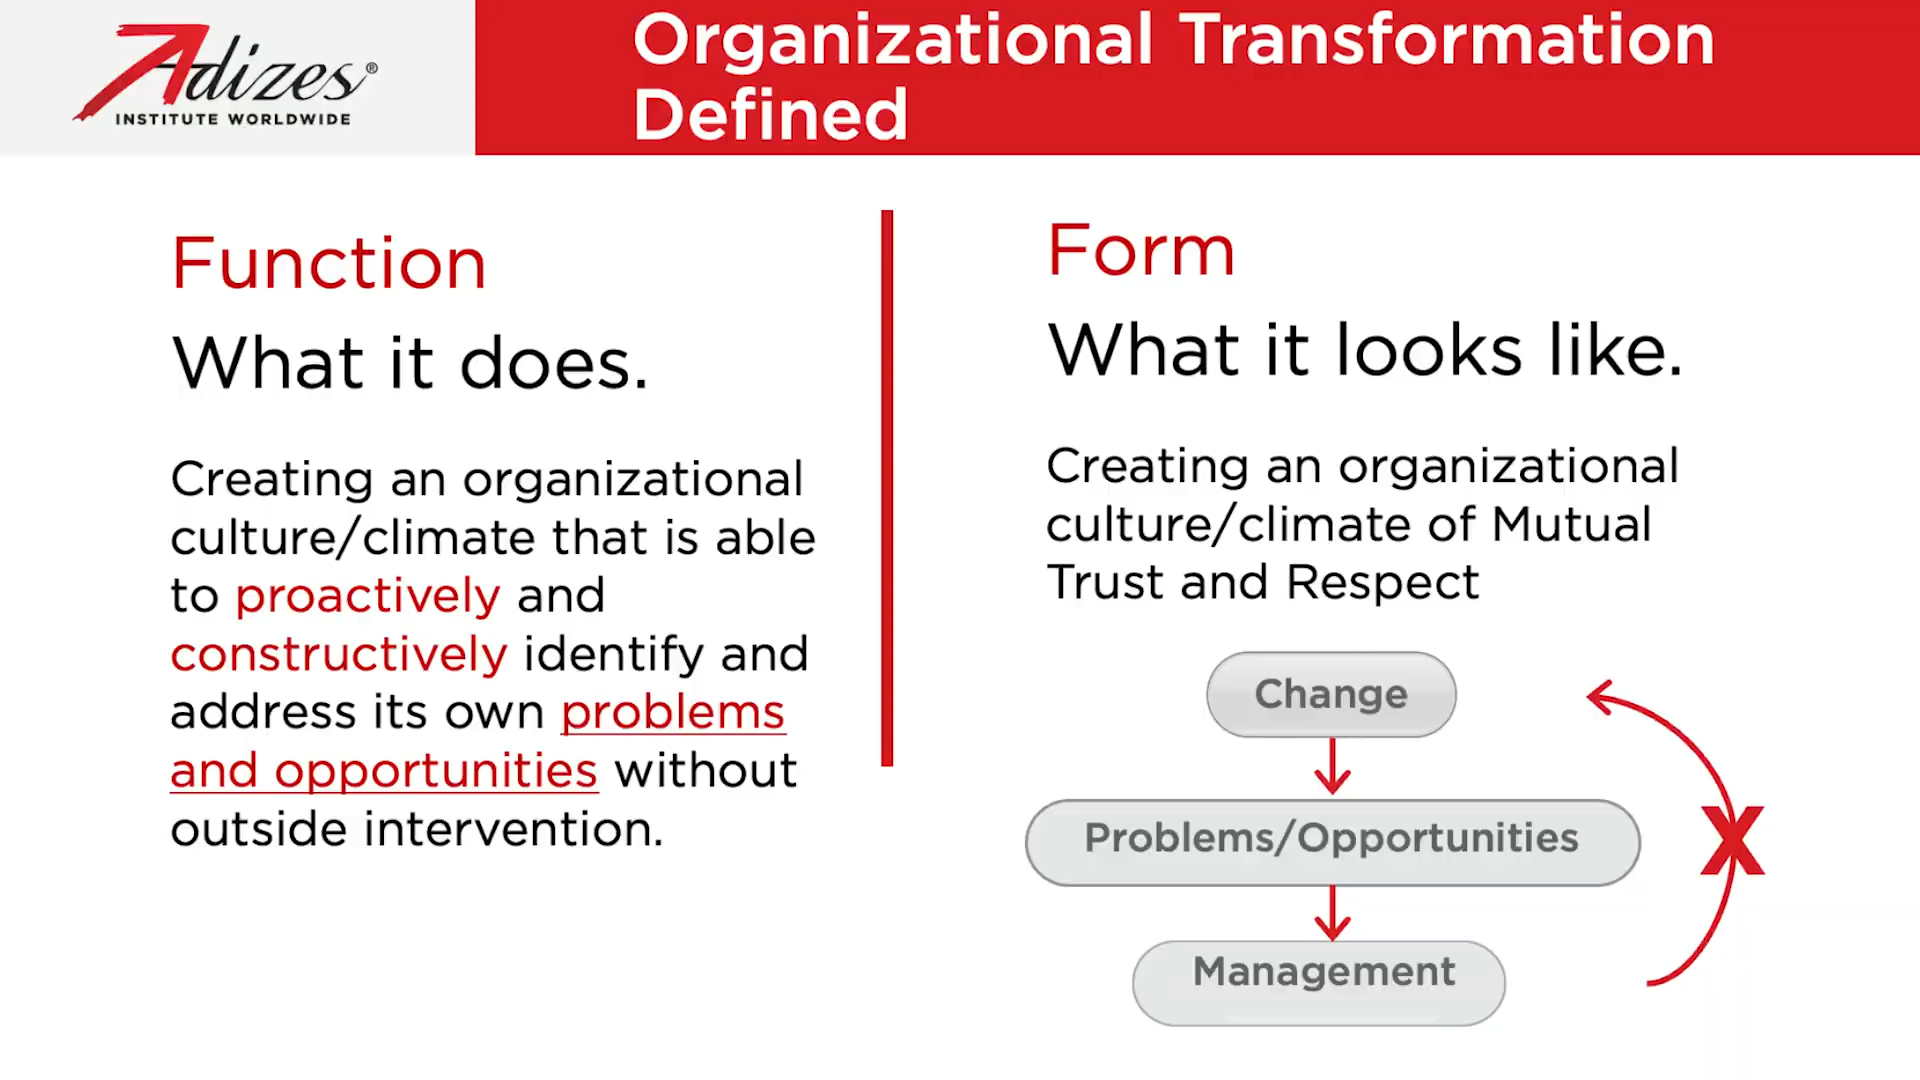 Adizes®
INSTITUTE WORLDWIDE
Organizational Transformation
Defined
Function
What it does.
Creating an organizational
culture/climate that is able
to proactively and
constructively identify and
address its own problems
and opportunities without
outside intervention.
Form
What it looks like.
Creating an organizational
culture/climate of Mutual
Trust and Respect
Change
Problems/Opportunities
X
Management